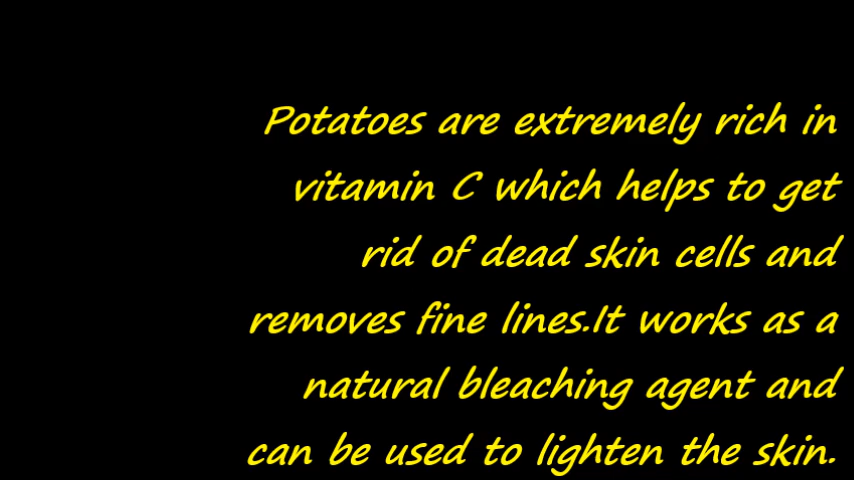 Potatoes are extremely rich in
vitamin C which helps to get
rid of dead skin cells and
removes fine lines.It works as a
natural bleaching agent and
can be used to lighten the skin.